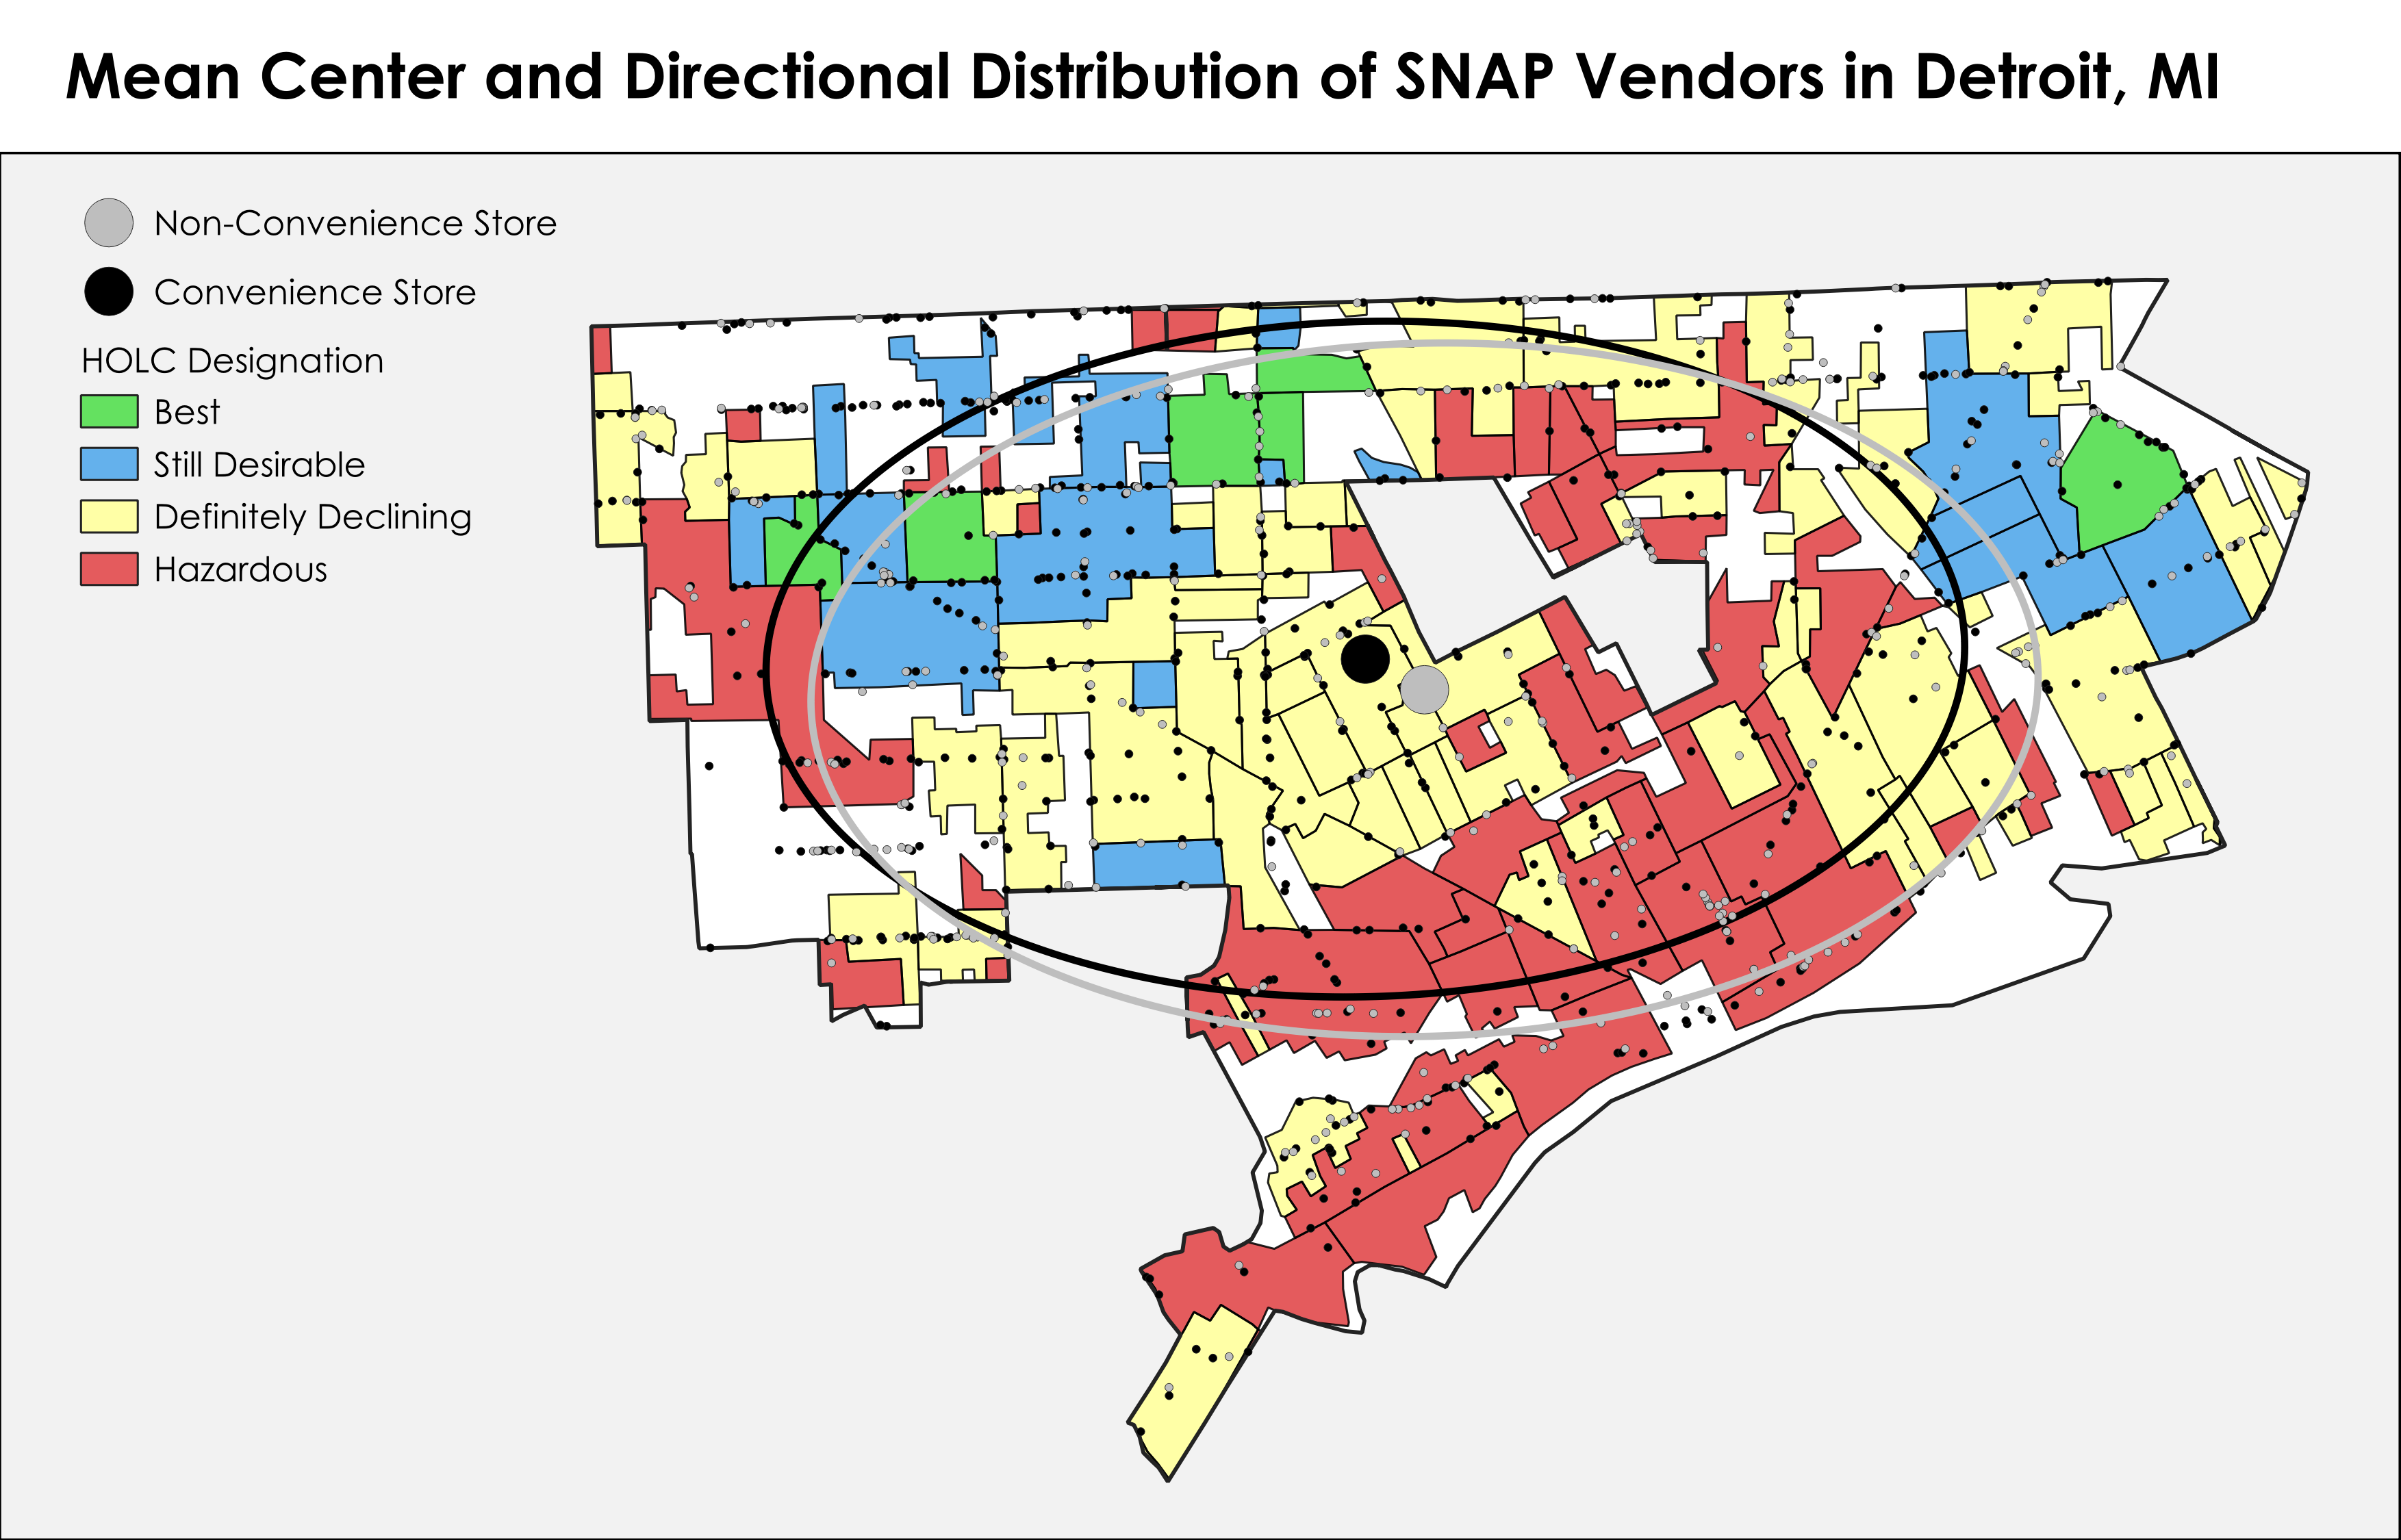 Mean Center and Directional Distribution of SNAP Vendors in Detroit, MI
Non-Convenience Store
Convenience Store
HOLC Designation
Best
Still Desirable
Definitely Declining
Hazardous